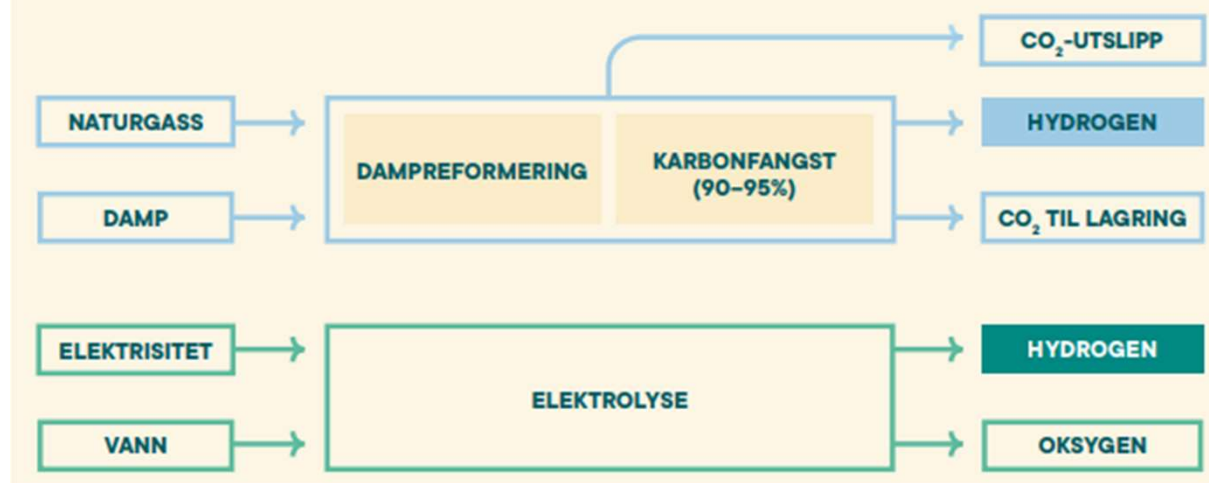 CO₂-UTSLIPP
NATURGASS
HYDROGEN
DAMPREFORMERING
KARBONFANGST
(90–95%)
DAMP
CO₂ TIL LAGRING
ELEKTRISITET
HYDROGEN
ELEKTROLYSE
VANN
OKSYGEN